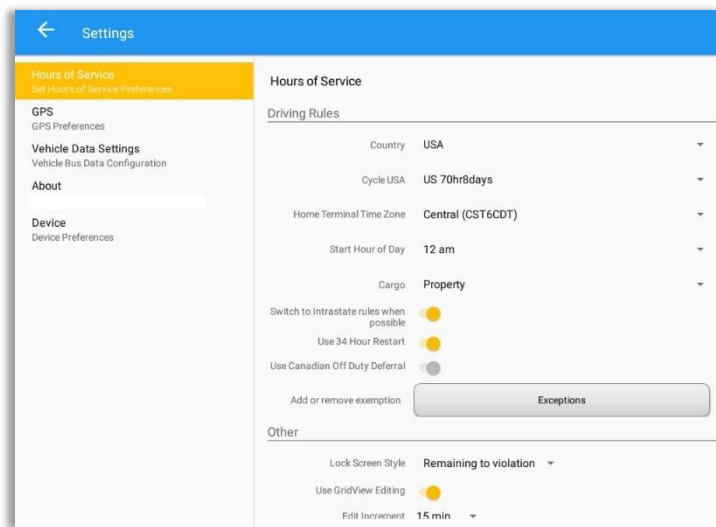 Settings
Hours of Service
Set Hours of Service Preferences
GPS
GPS Preferences
Vehicle Data Settings
Vehicle Bus Data Configuration
About
Device
Device Preferences
Hours of Service
Driving Rules
Country USA
Cycle USA US 70hr8days
Home Terminal Time Zone Central (CST6CDT)
Start Hour of Day 12 am
Cargo Property
Switch to Intrastate rules when
possible
Use 34 Hour Restart
Use Canadian Off Duty Deferral
Add or remove exemption Exceptions
Other
Lock Screen Style Remaining to violation
Use GridView Editing
Edit Increment 15 min